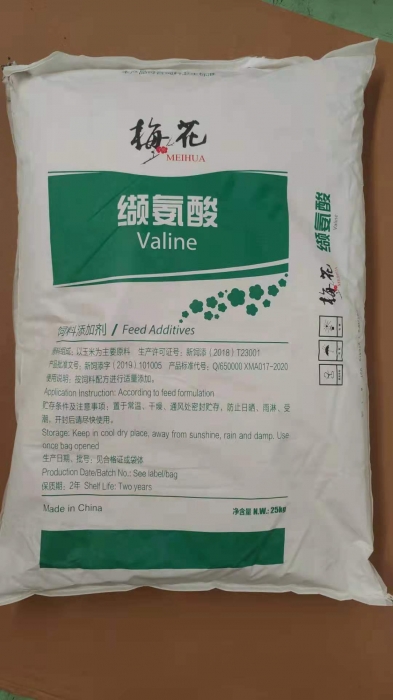 梅花
MEIHUA
缬氨酸
Valine
饲料添加剂 / Feed Additives
原料组成：以玉米为主要原料 生产许可证号：新饲添（2018）T23001
产品批准文号：新饲添字（2019）101005 产品标准代号：Q/650000 XMA017-2020
使用说明：按饲料配方进行适量添加。
Application Instruction: According to feed formulation.
贮存条件及注意事项：置于常温、干燥、通风处密封贮存，防止日晒、雨淋、受
潮，开封后请尽快使用。
Storage: Keep in cool dry place, away from sunshine, rain and damp. Use
once bag opened
生产日期、批号：见合格证或袋体
Production Date/Batch No.: See label/bag
保质期：2年 Shelf Life: Two years
Made in China
净含量 N.W.: 25kg
梅花
缬氨酸
Valine